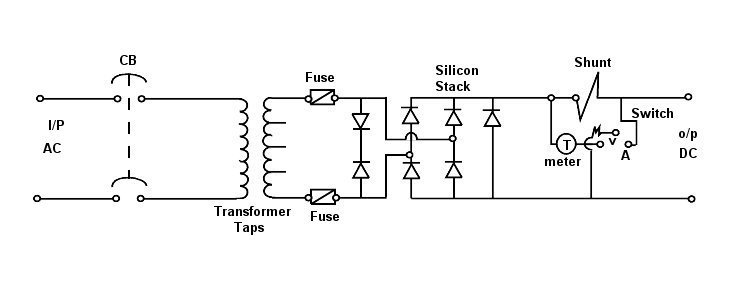 CB
Fuse
Silicon
Stack
Shunt
I/P
AC
Switch
o/p
DC
T
V
meter
A
Transformer
Taps
Fuse